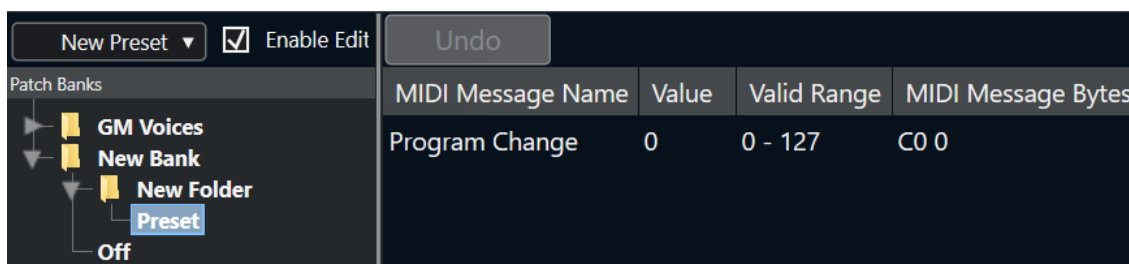 New Preset ▼ Enable Edit Undo
Patch Banks
MIDI Message Name Value Valid Range MIDI Message Bytes
GM Voices
Program Change 0 0 - 127 C0 0
New Bank
New Folder
Preset
Off